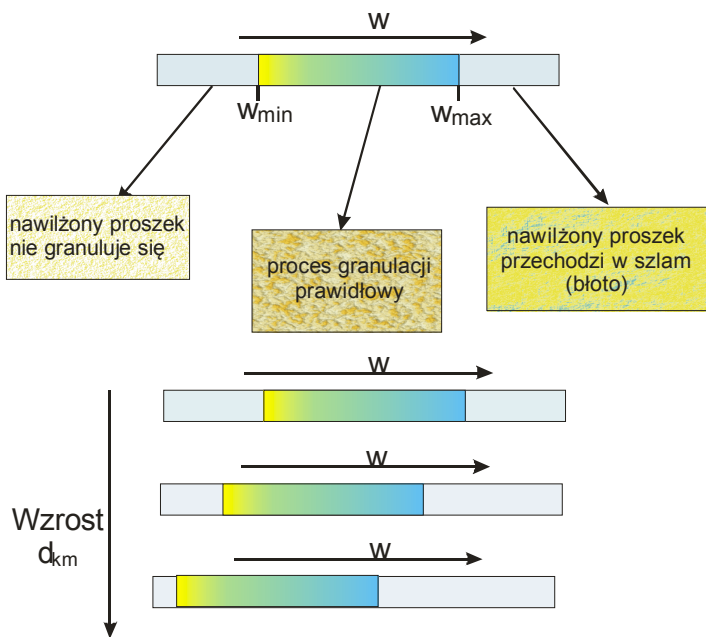 w
wmin
wmax
nawilżony proszek
nie granuluje się
proces granulacji
prawidłowy
nawilżony proszek
przechodzi w szlam
(błoto)
w
w
Wzrost
dkm
w